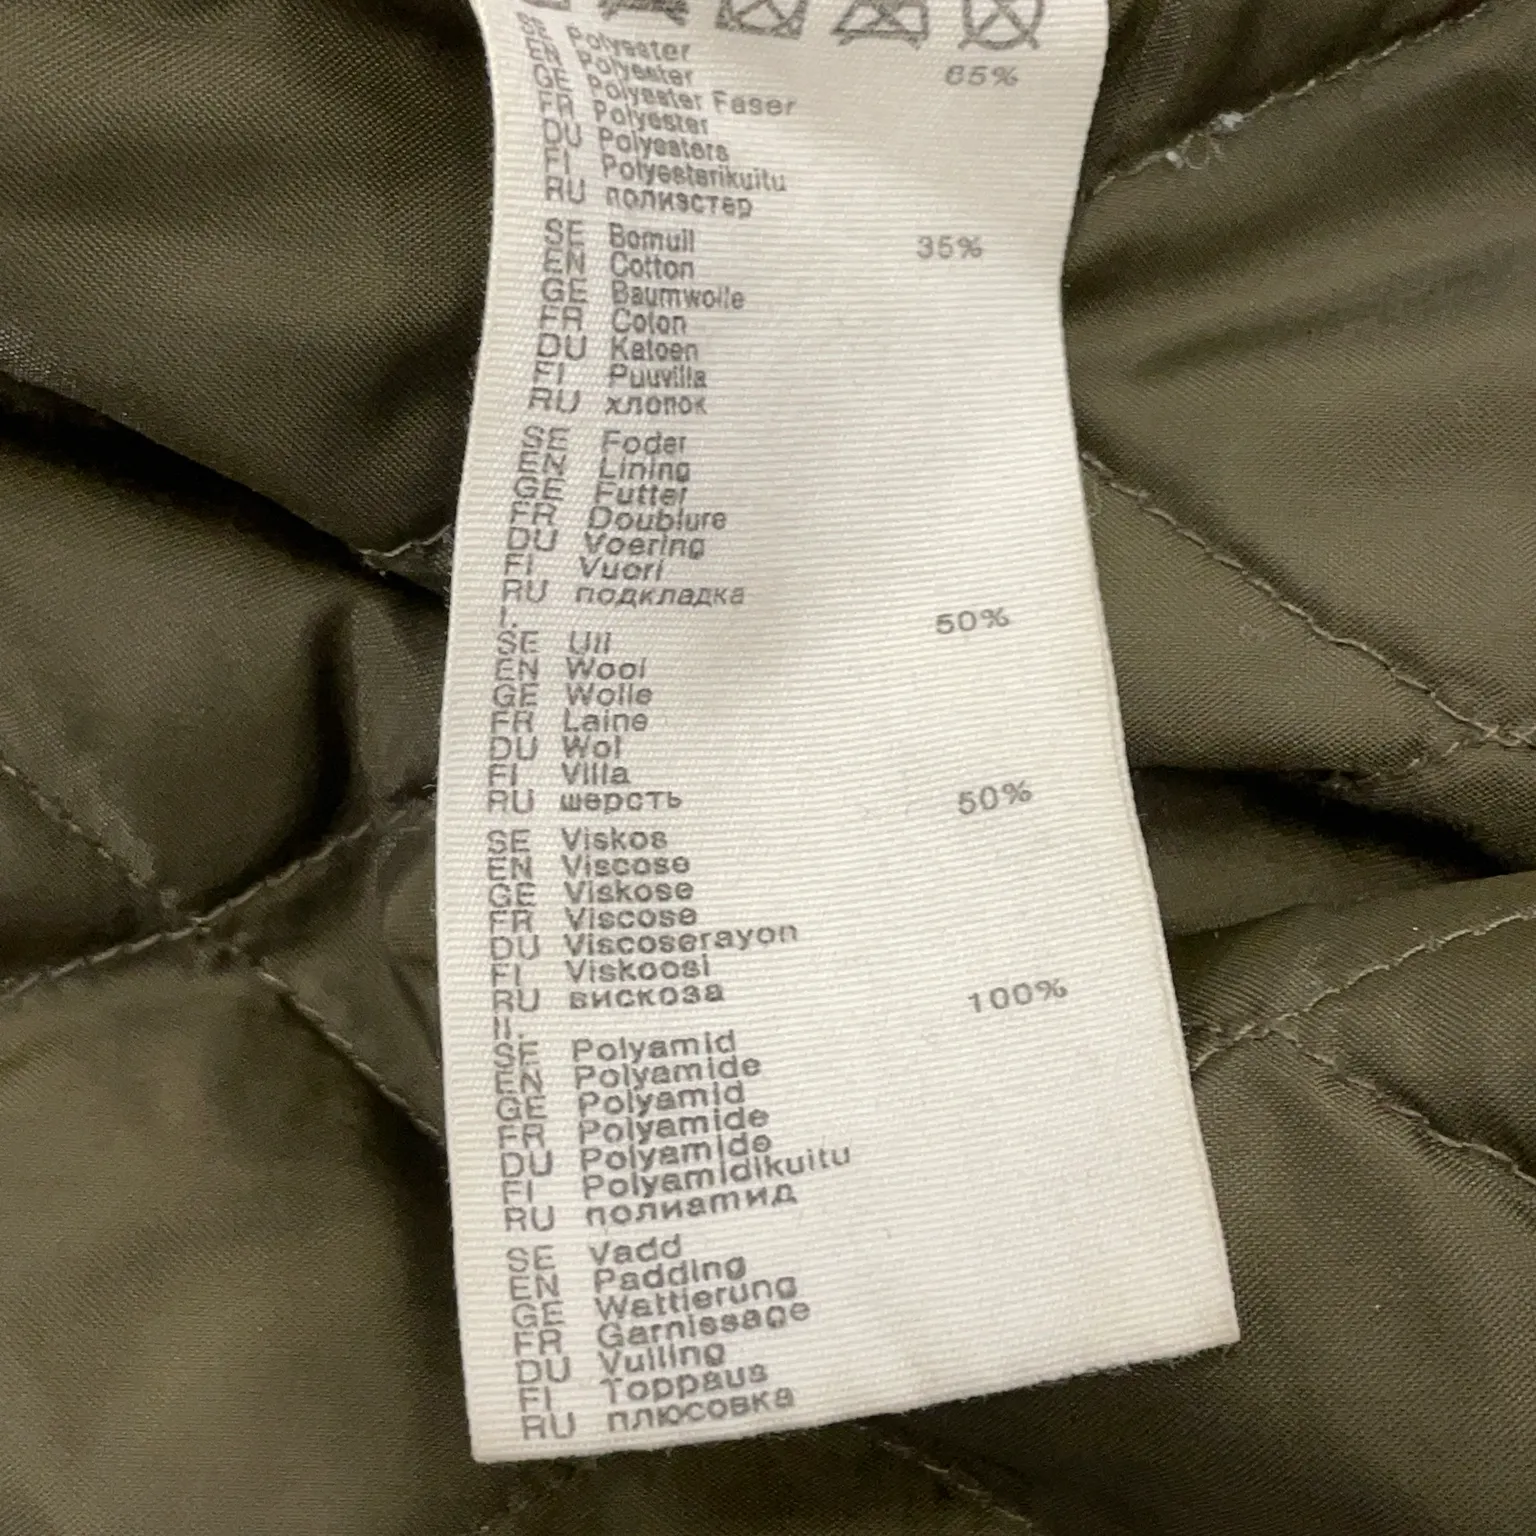 SE Polyester
EN Polyester 65%
GE Polyester Faser
FR Polyester
DU Polyesters
FI Polyesterikuitu
RU полиэстер
SE Bomull 35%
EN Cotton
GE Baumwolle
FR Coton
DU Katoen
FI Puuvilla
RU хлопок
SE Foder
EN Lining
GE Futter
FR Doublure
DU Voering
FI Vuori
RU подкладка
I.
SE Ull 50%
EN Wool
GE Wolle
FR Laine
DU Wol
FI Villa
RU шерсть
SE Viskos 50%
EN Viscose
GE Viskose
FR Viscose
DU Viscoserayon
FI Viskoosi
RU вискоза
II.
SE Polyamid 100%
EN Polyamide
GE Polyamid
FR Polyamide
DU Polyamide
FI Polyamidikuitu
RU полиамид
SE Vadd
EN Padding
GE Wattierung
FR Garnissage
DU Vulling
FI Toppaus
RU плюсовка